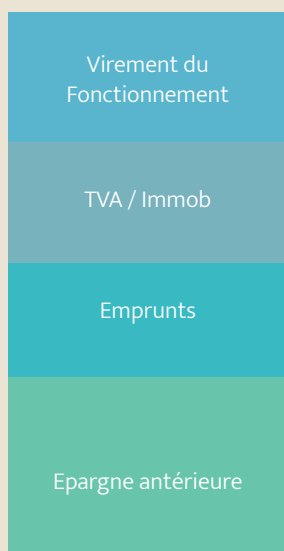 Virement du
Fonctionnement
TVA / Immob
Emprunts
Epargne antérieure